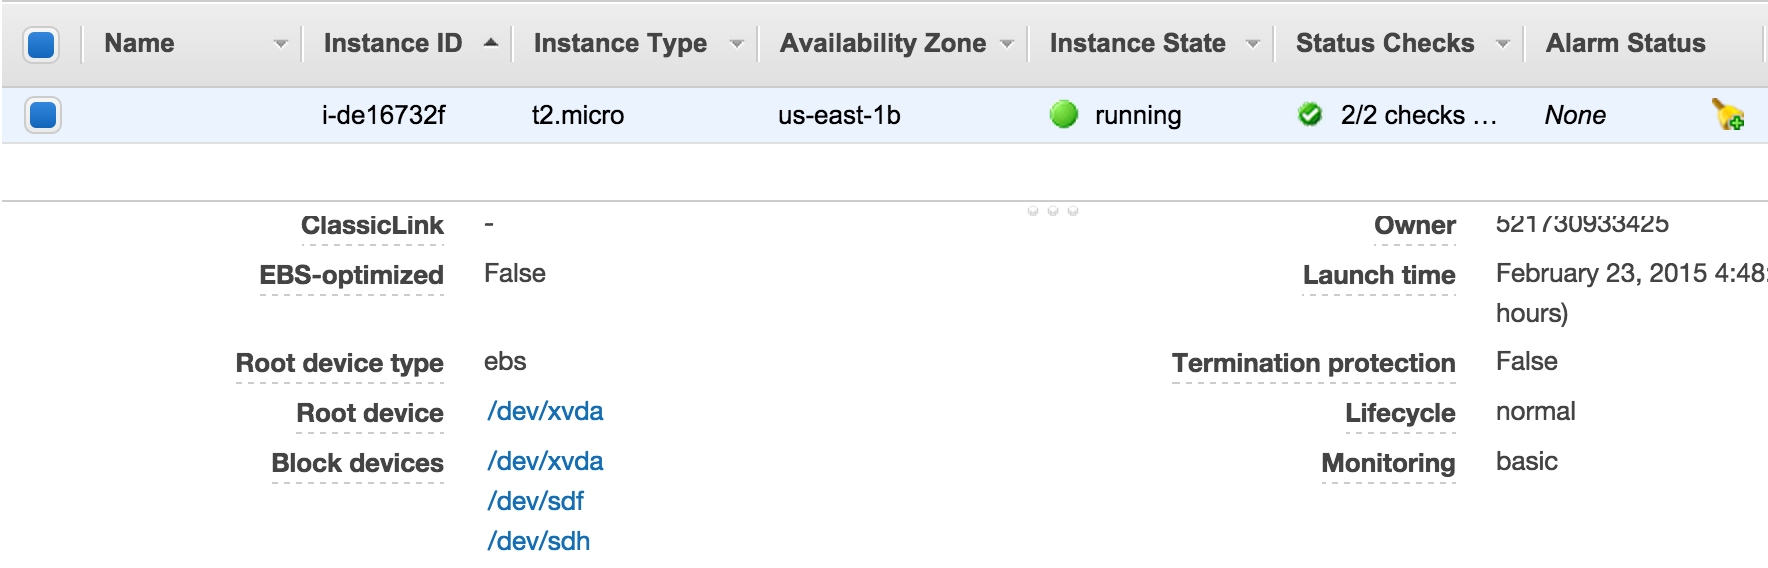 Name Instance ID Instance Type Availability Zone Instance State Status Checks Alarm Status
i-de16732f t2.micro us-east-1b running 2/2 checks ... None
ClassicLink -
Owner 521730933425
EBS-optimized False
Launch time February 23, 2015 4:48:
hours)
Root device type ebs
Termination protection False
Root device /dev/xvda
Lifecycle normal
Block devices /dev/xvda
Monitoring basic
/dev/sdf
/dev/sdh